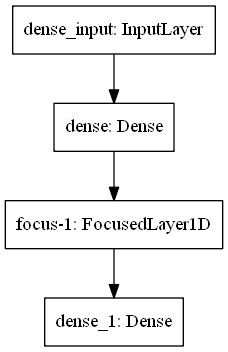 dense_input: InputLayer
dense: Dense
focus-1: FocusedLayer1D
dense_1: Dense